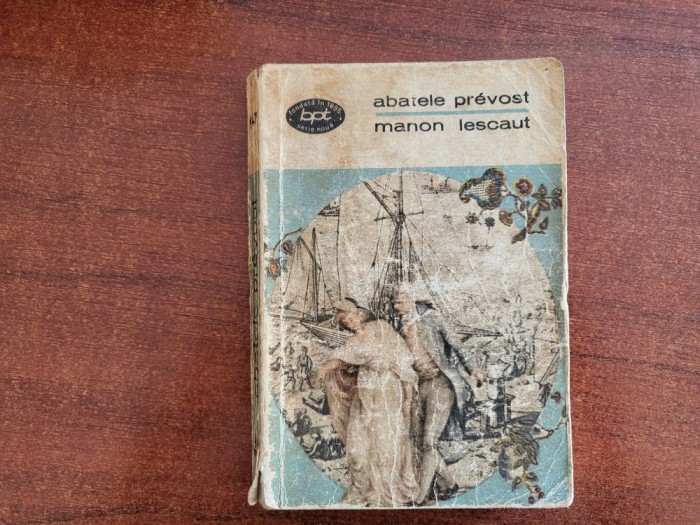 fondată în 1895
bpt
serie nouă
abatele prévost
manon lescaut